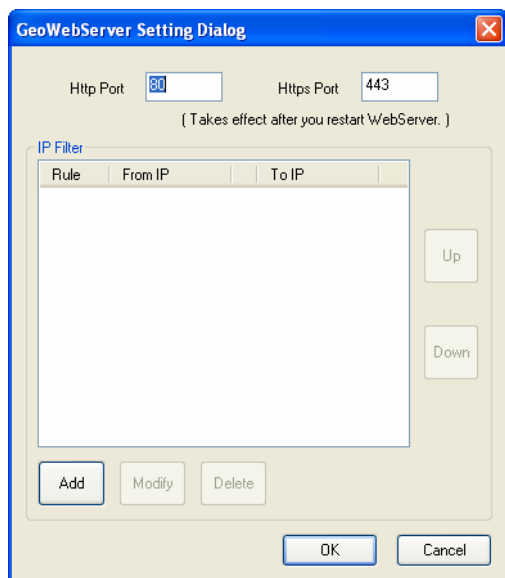 GeoWebServer Setting Dialog
Http Port 80 Https Port 443
( Takes effect after you restart WebServer. )
IP Filter
Rule From IP To IP
Up
Down
Add Modify Delete
OK Cancel